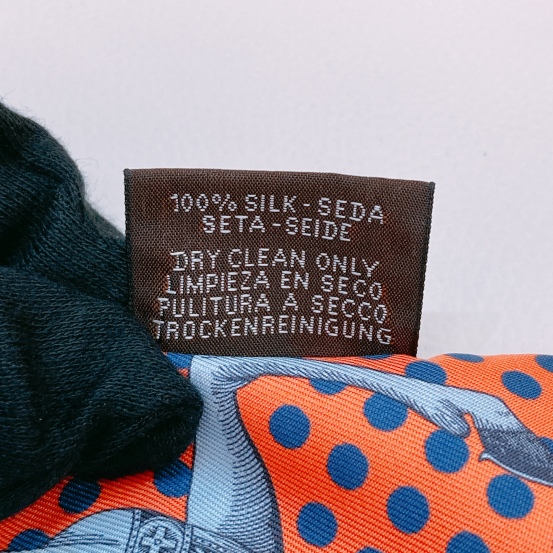 100% SILK - SEDA
SETA - SEIDE
DRY CLEAN ONLY
LIMPIEZA EN SECO
PULITURA A SECCO
TROCKENREINIGUNG